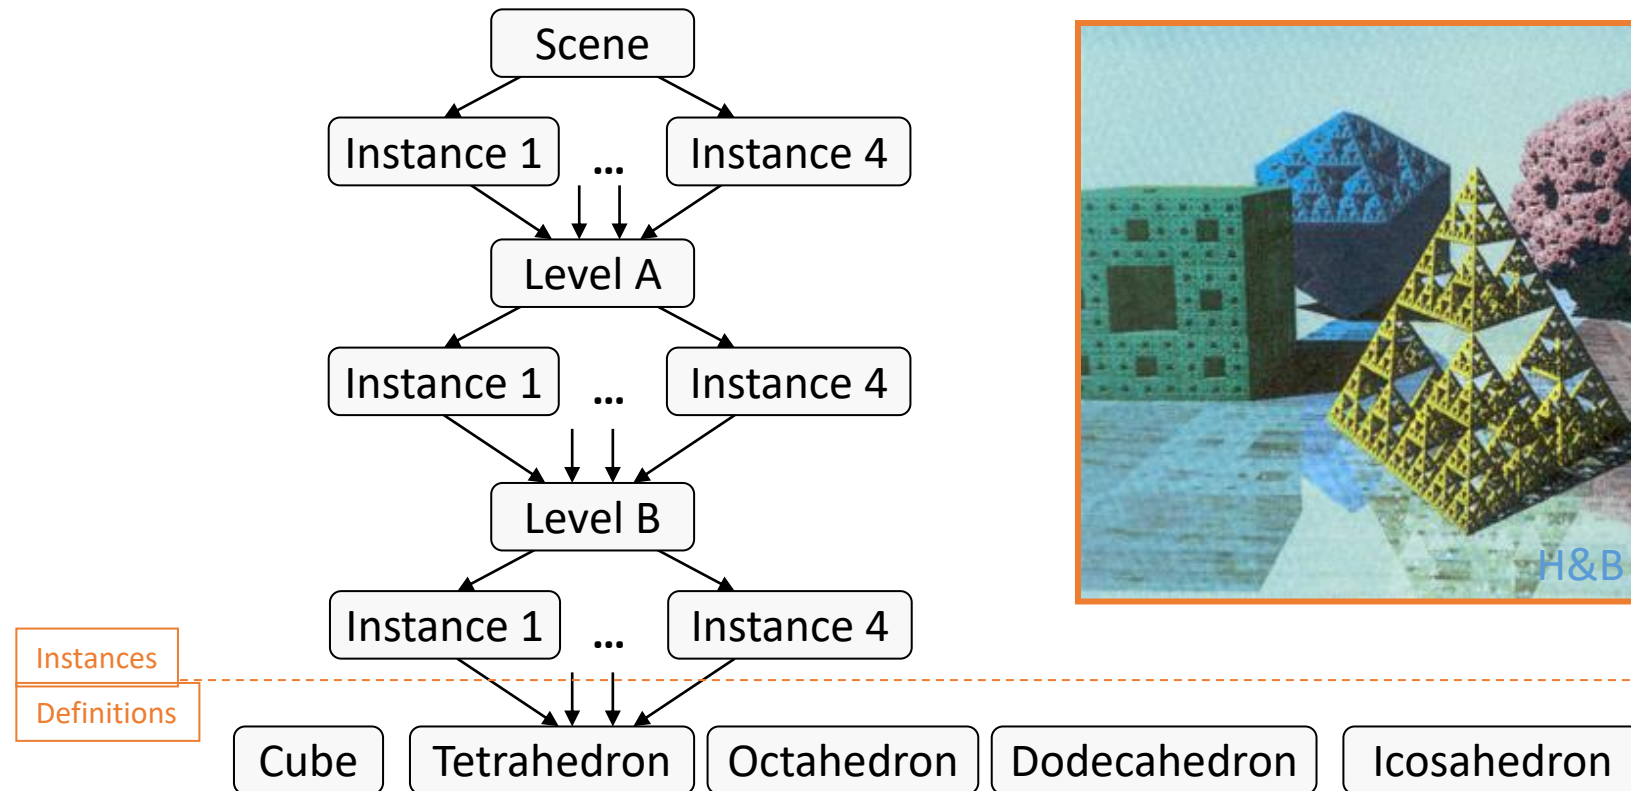 Scene
Instance 1 ... Instance 4
Level A
Instance 1 ... Instance 4
Level B
Instance 1 ... Instance 4
H&B
Instances
Definitions
Cube Tetrahedron Octahedron Dodecahedron Icosahedron